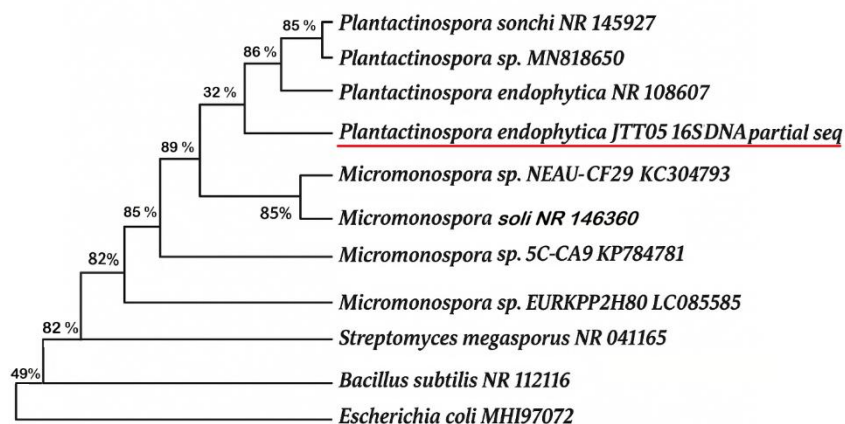 85 %
Plantactinospora sonchi NR 145927
86 %
Plantactinospora sp. MN818650
32 %
Plantactinospora endophytica NR 108607
Plantactinospora endophytica JTT05 16SDNA partial seq
89 %
Micromonospora sp. NEAU-CF29 KC304793
85%
Micromonospora soli NR 146360
85 %
Micromonospora sp. 5C-CA9 KP784781
82%
Micromonospora sp. EURKPP2H80 LC085585
82 %
Streptomyces megasporus NR 041165
49%
Bacillus subtilis NR 112116
Escherichia coli MHI97072